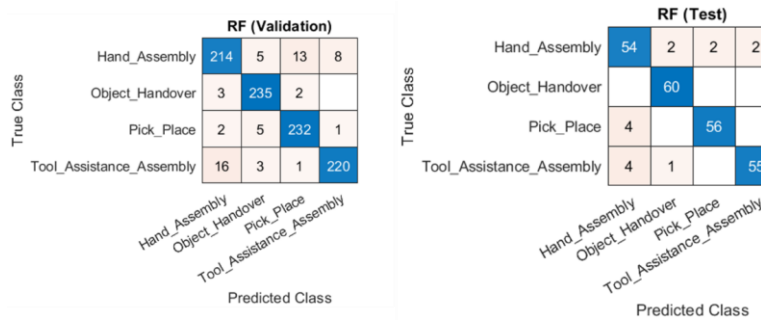 RF (Validation)
True Class
Hand_Assembly 214 5 13 8
Object_Handover 3 235 2
Pick_Place 2 5 232 1
Tool_Assistance_Assembly 16 3 1 220
Hand_Assembly
Object_Handover
Pick_Place
Tool_Assistance_Assembly
Predicted Class
RF (Test)
True Class
Hand_Assembly 54 2 2 2
Object_Handover 60
Pick_Place 4 56
Tool_Assistance_Assembly 4 1 55
Hand_Assembly
Object_Handover
Pick_Place
Tool_Assistance_Assembly
Predicted Class